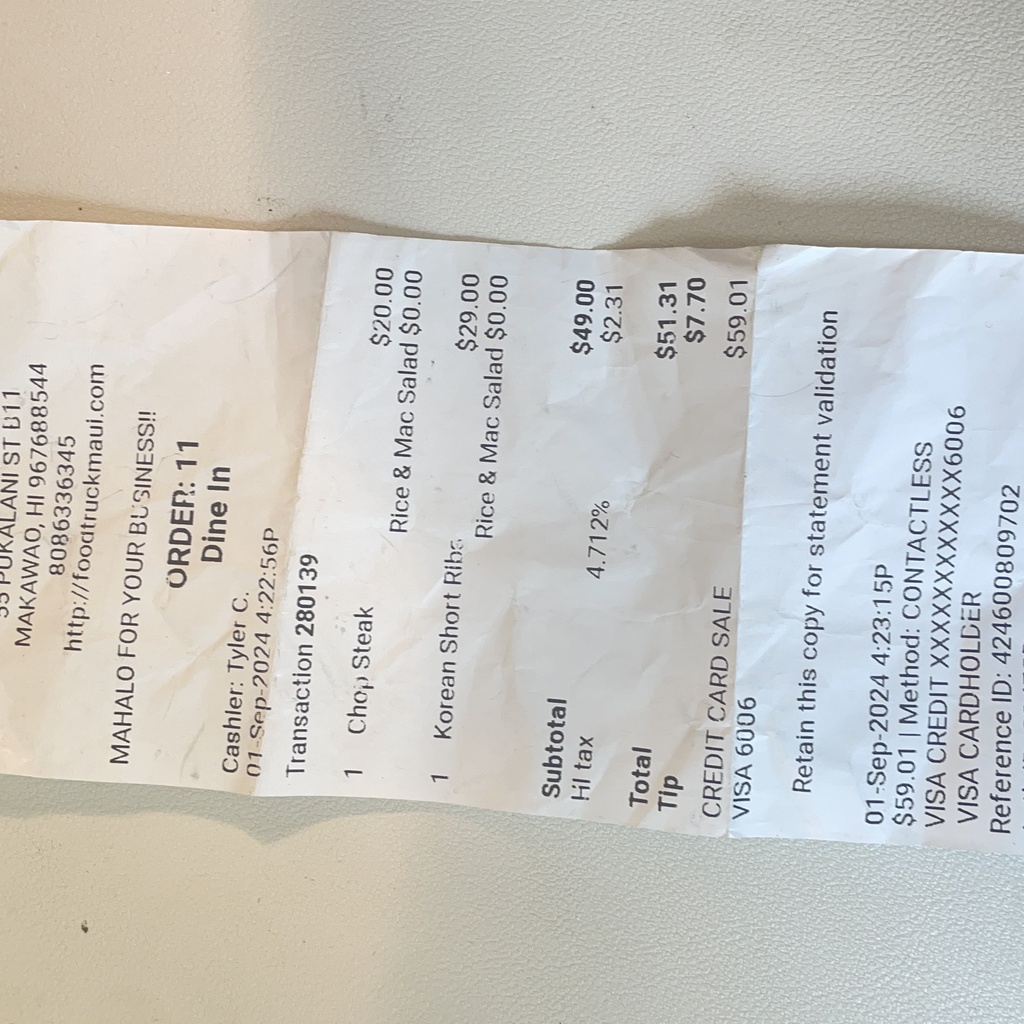 PUKALANI ST B11
MAKAWAO, HI 9676888544
8086336345
http://foodtruckmaui.com
MAHALO FOR YOUR BUSINESS!!
ORDER: 11
Dine In
Cashier: Tyler C.
01-Sep-2024 4:22:56P
Transaction 280139
1 Chop Steak $20.00
Rice & Mac Salad $0.00
1 Korean Short Ribs $29.00
Rice & Mac Salad $0.00
Subtotal $49.00
HI tax 4.712% $2.31
Total $51.31
Tip $7.70
CREDIT CARD SALE $59.01
VISA 6006
Retain this copy for statement validation
01-Sep-2024 4:23:15P
$59.01 | Method: CONTACTLESS
VISA CREDIT XXXXXXXXXXXX6006
VISA CARDHOLDER
Reference ID: 424600809702